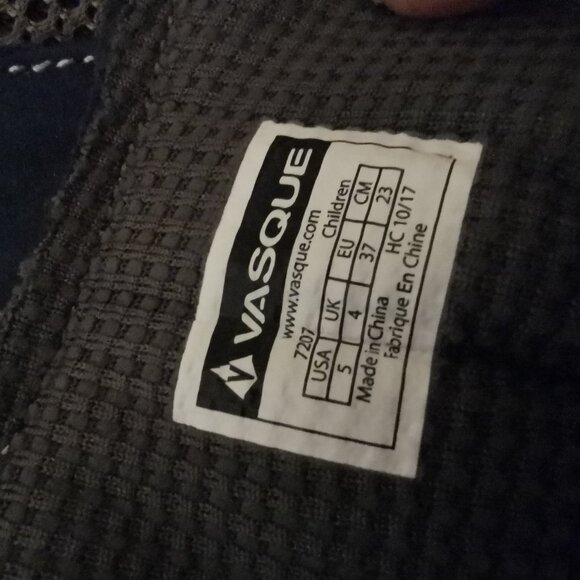 VASQUE
www.vasque.com
7207 Children
USA UK EU CM
5 4 37 23
Made in China HC 10/17
Fabrique En Chine